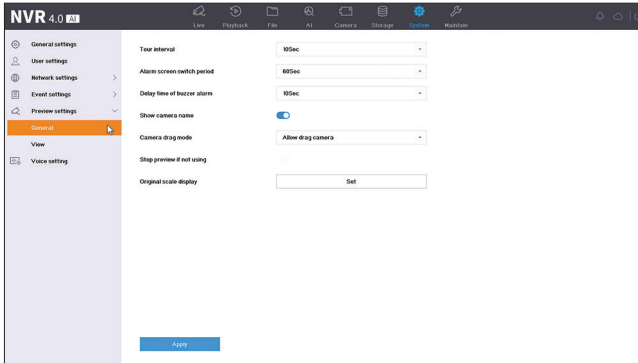 NVR 4.0 AI
Live Playback File AI Camera Storage System Maintain
General settings
User settings
Network settings
Event settings
Preview settings
General
View
Voice setting
Tour interval 10Sec
Alarm screen switch period 60Sec
Delay time of buzzer alarm 10Sec
Show camera name
Camera drag mode Allow drag camera
Stop preview if not using
Original scale display Set
Apply